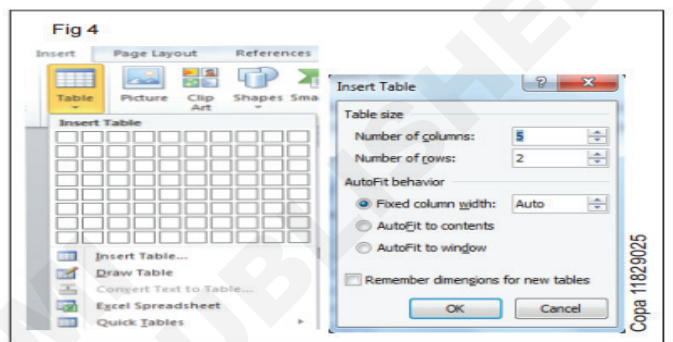 Fig 4
Insert Page Layout References
Table Picture Clip Art Shapes Sma
Insert Table
Insert Table...
Draw Table
Convert Text to Table...
Excel Spreadsheet
Quick Tables
Insert Table
Table size
Number of columns: 5
Number of rows: 2
AutoFit behavior
Fixed column width: Auto
AutoFit to contents
AutoFit to window
Remember dimensions for new tables
OK Cancel
Copa 11829025